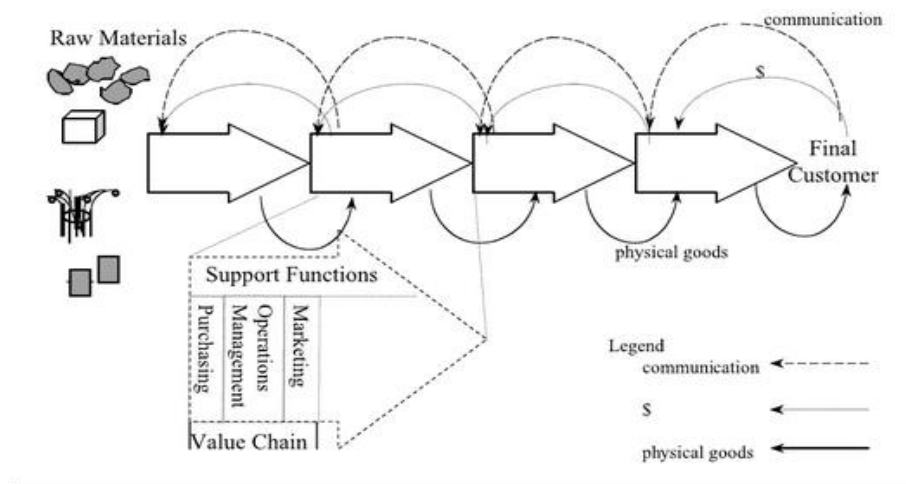 communication
Raw Materials
$
Final
Customer
physical goods
Support Functions
Purchasing
Operations
Management
Marketing
Value Chain
Legend
communication
$
physical goods